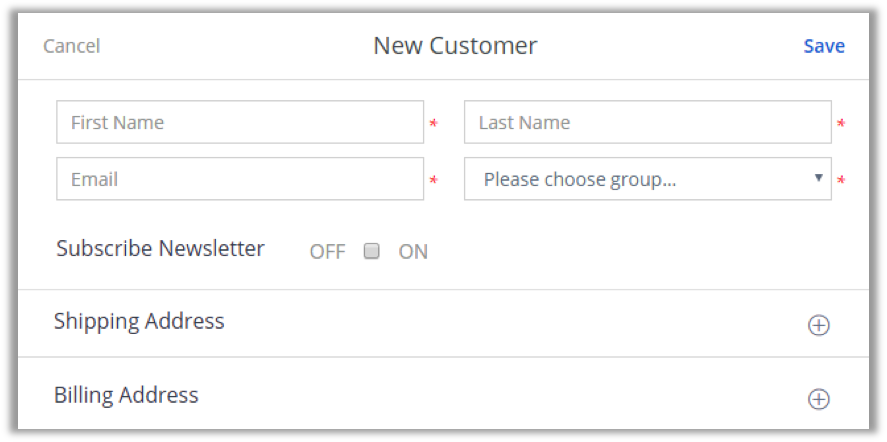 Cancel New Customer Save
First Name * Last Name *
Email * Please choose group... *
Subscribe Newsletter OFF ON
Shipping Address
Billing Address